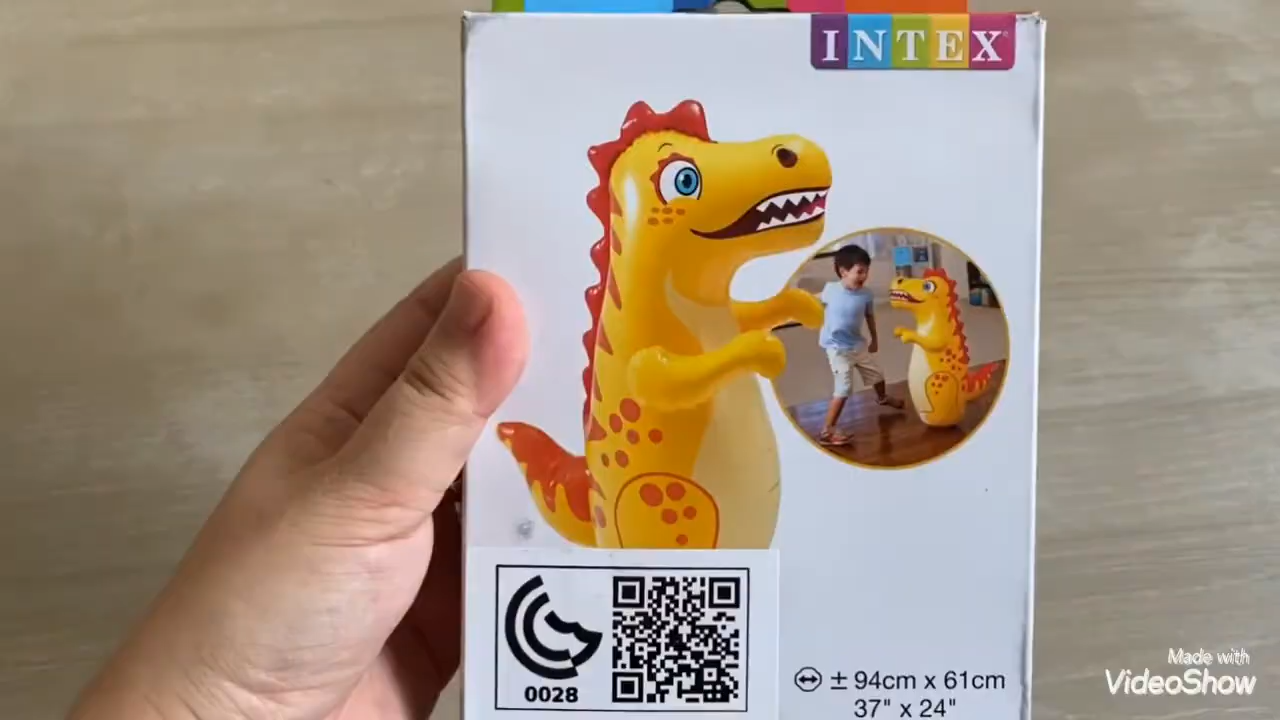 INTEX
0028
± 94cm x 61cm
37" x 24"
Made with
VideoShow